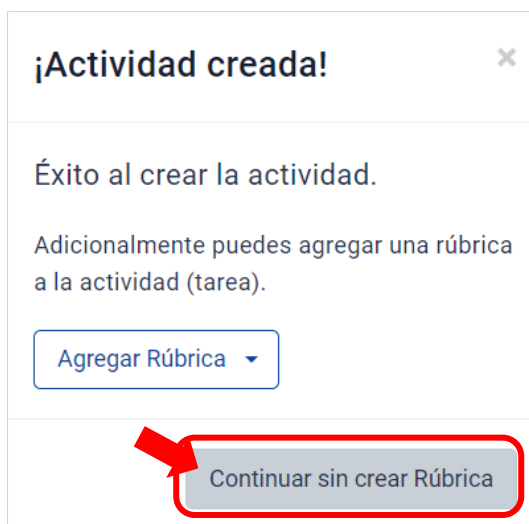 ¡Actividad creada!
×
Éxito al crear la actividad.
Adicionalmente puedes agregar una rúbrica
a la actividad (tarea).
Agregar Rúbrica
Continuar sin crear Rúbrica